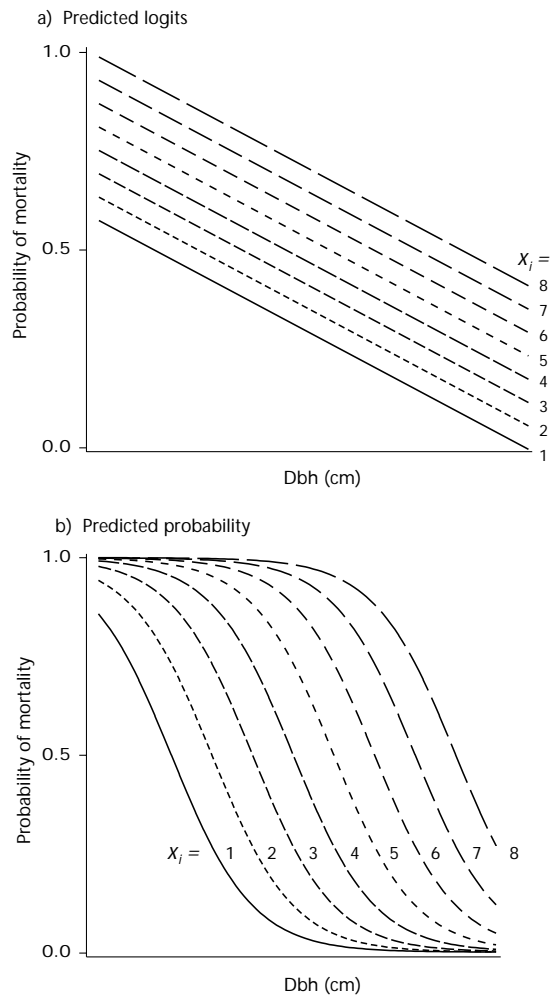 a) Predicted logits
1.0
0.5
0.0
Probability of mortality
Xi =
8
7
6
5
4
3
2
1
Dbh (cm)
b) Predicted probability
1.0
0.5
0.0
Probability of mortality
Xi = 1 2 3 4 5 6 7 8
Dbh (cm)